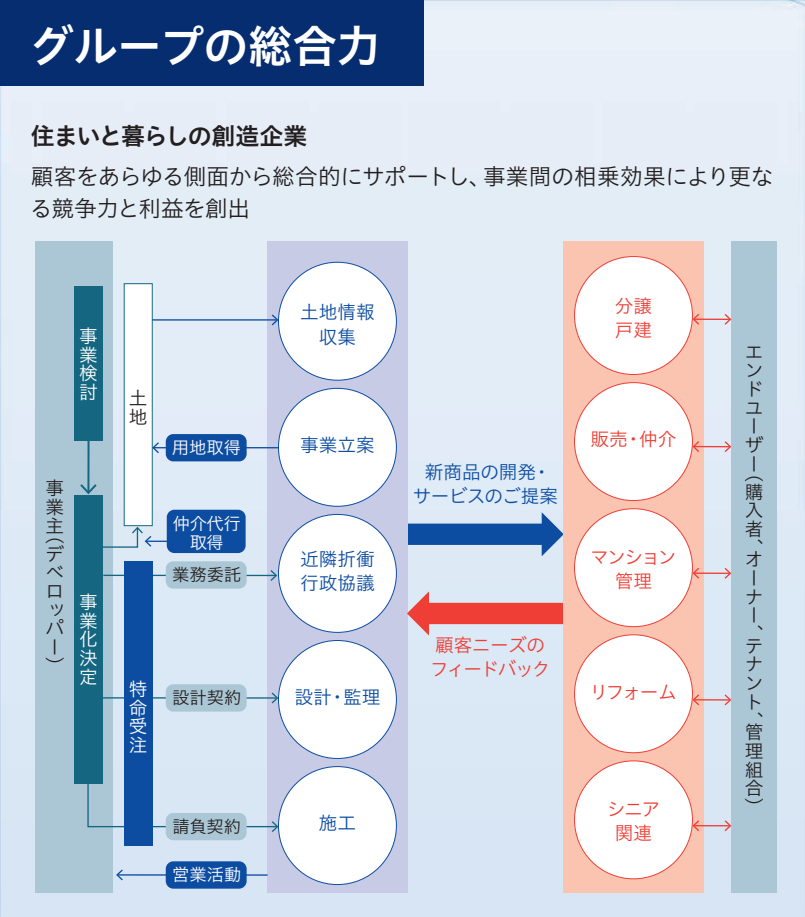 グループの総合力
住まいと暮らしの創造企業
顧客をあらゆる側面から総合的にサポートし、事業間の相乗効果により更な
る競争力と利益を創出
事業主(デベロッパー)
事業検討
事業化決定
土地
用地取得
仲介代行
取得
業務委託
特命受注
設計契約
請負契約
営業活動
土地情報
収集
事業立案
近隣折衝
行政協議
設計・監理
施工
新商品の開発・
サービスのご提案
顧客ニーズの
フィードバック
分譲
戸建
販売・仲介
マンション
管理
リフォーム
シニア
関連
エンドユーザー(購入者、オーナー、テナント、管理組合)